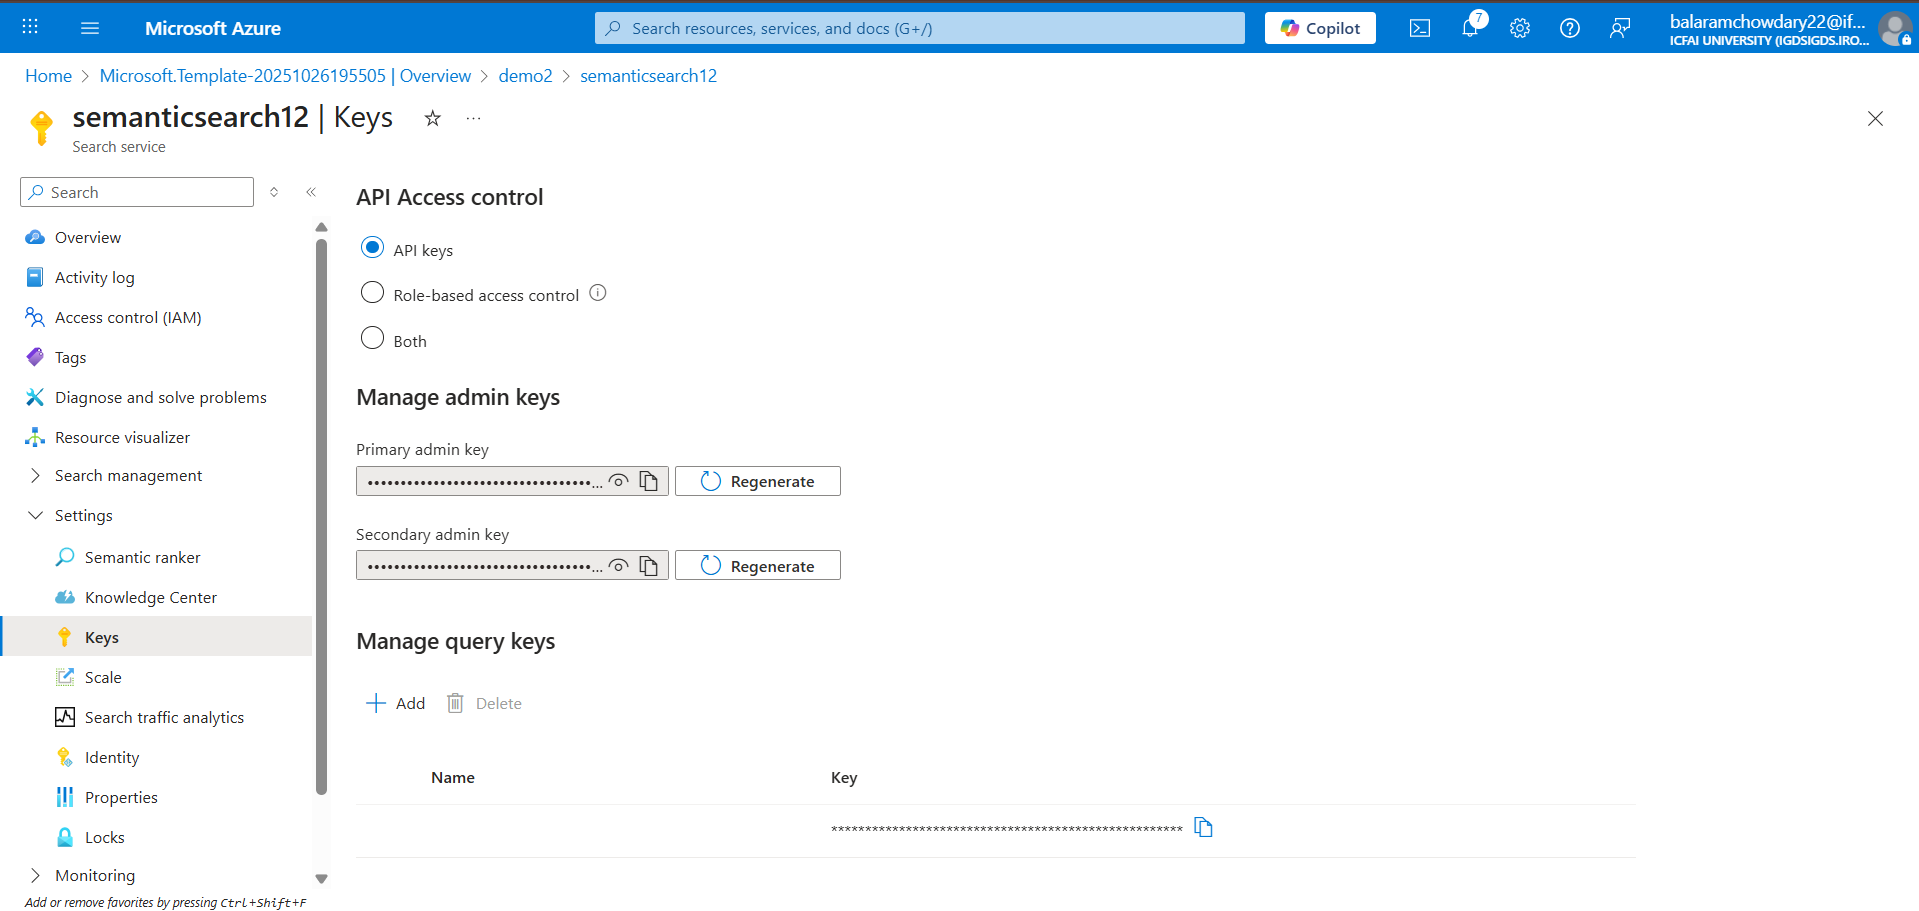 Microsoft Azure
Search resources, services, and docs (G+/)
Copilot
7
balaramchowdary22@if...
ICFAI UNIVERSITY (IGDSIGDS.IRO...
Home > Microsoft.Template-20251026195505 | Overview > demo2 > semanticsearch12
semanticsearch12 | Keys
Search service
Search
Overview
Activity log
Access control (IAM)
Tags
Diagnose and solve problems
Resource visualizer
Search management
Settings
Semantic ranker
Knowledge Center
Keys
Scale
Search traffic analytics
Identity
Properties
Locks
Monitoring
Add or remove favorites by pressing Ctrl+Shift+F
API Access control
API keys
Role-based access control
Both
Manage admin keys
Primary admin key
••••••••••••••••••••••••••••••••••... Regenerate
Secondary admin key
••••••••••••••••••••••••••••••••••... Regenerate
Manage query keys
Add Delete
Name Key
****************************************************